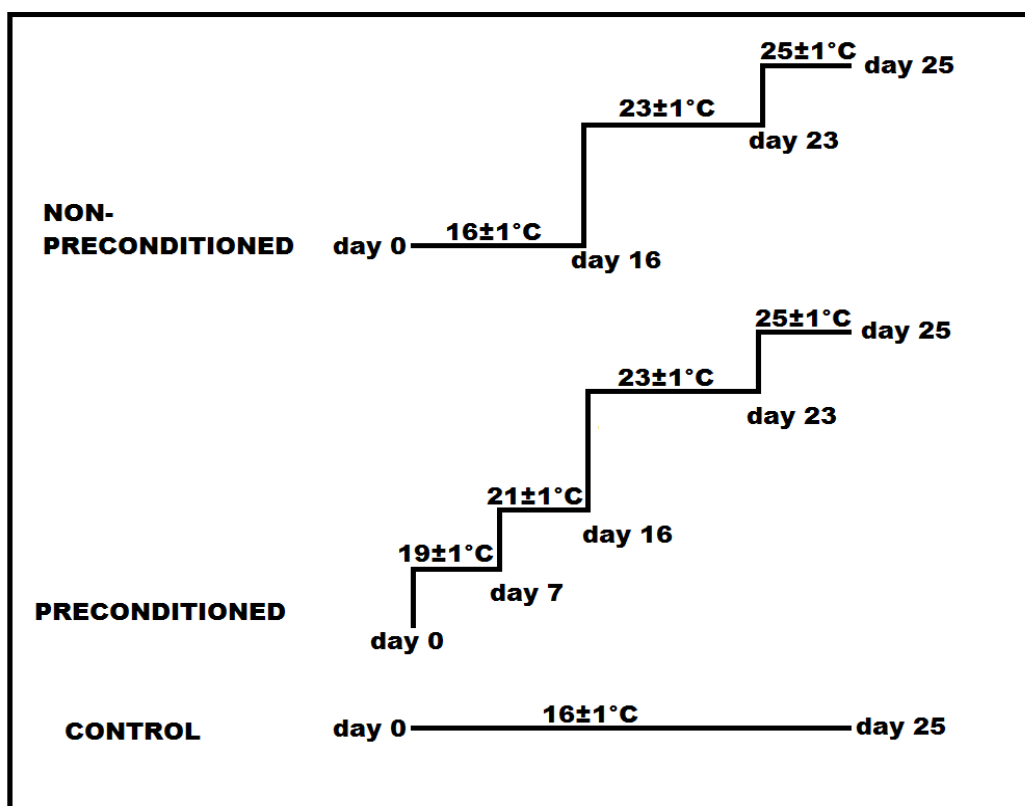 25±1°C
day 25
23±1°C
day 23
NON-
PRECONDITIONED
day 0
16±1°C
day 16
25±1°C
day 25
23±1°C
day 23
21±1°C
day 16
19±1°C
day 7
PRECONDITIONED
day 0
CONTROL
day 0
16±1°C
day 25